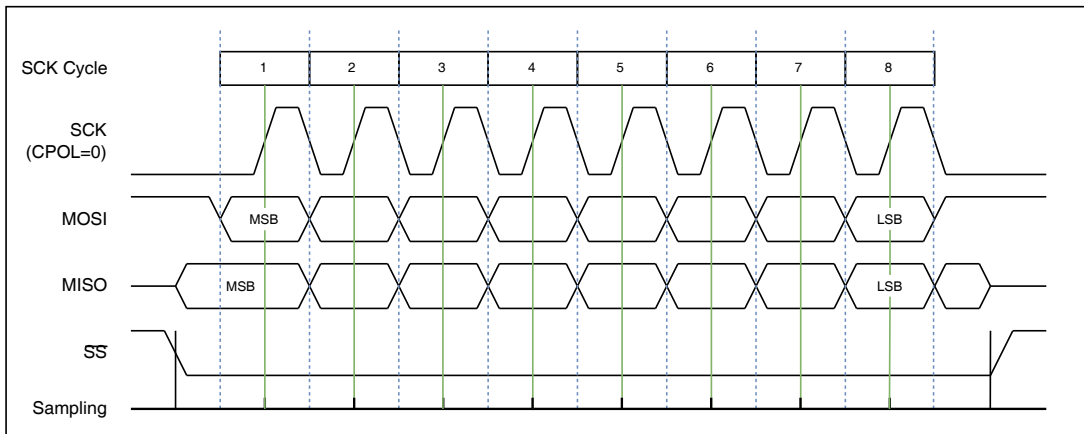 SCK Cycle 1 2 3 4 5 6 7 8
SCK
(CPOL=0)
MOSI MSB LSB
MISO MSB LSB
SS
Sampling